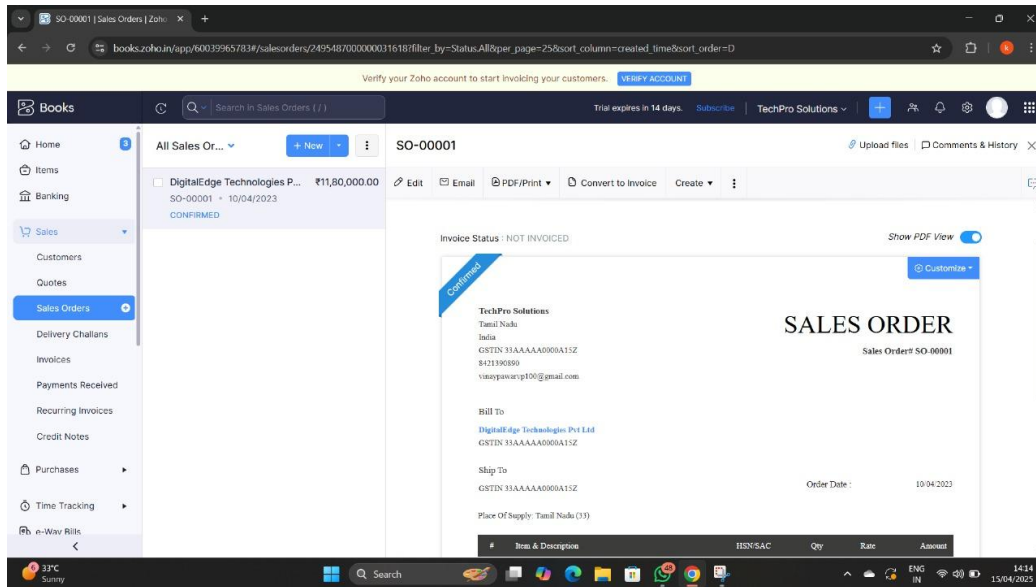 SO-00001 | Sales Orders | Zoho
books.zoho.in/app/60039965783#/salesorders/2495487000000031618?filter_by=Status.All&per_page=25&sort_column=created_time&sort_order=D
Verify your Zoho account to start invoicing your customers. VERIFY ACCOUNT
Books
Search in Sales Orders ( / )
Trial expires in 14 days. Subscribe
TechPro Solutions
Home 3
Items
Banking
Sales
Customers
Quotes
Sales Orders
Delivery Challans
Invoices
Payments Received
Recurring Invoices
Credit Notes
Purchases
Time Tracking
e-Way Bills
All Sales Or...
+ New
DigitalEdge Technologies P... ₹11,80,000.00
SO-00001 • 10/04/2023
CONFIRMED
SO-00001
Upload files
Comments & History
Edit
Email
PDF/Print
Convert to Invoice
Create
Invoice Status : NOT INVOICED
Show PDF View
Customize
Confirmed
TechPro Solutions
Tamil Nadu
India
GSTIN 33AAAAA0000A15Z
8421390890
vinaypawarvp100@gmail.com
SALES ORDER
Sales Order# SO-00001
Bill To
DigitalEdge Technologies Pvt Ltd
GSTIN 33AAAAA0000A15Z
Ship To
GSTIN 33AAAAA0000A15Z
Order Date : 10/04/2023
Place Of Supply: Tamil Nadu (33)
# Item & Description HSN/SAC Qty Rate Amount
33°C
Sunny
Search
ENG
IN
14:14
15/04/2025